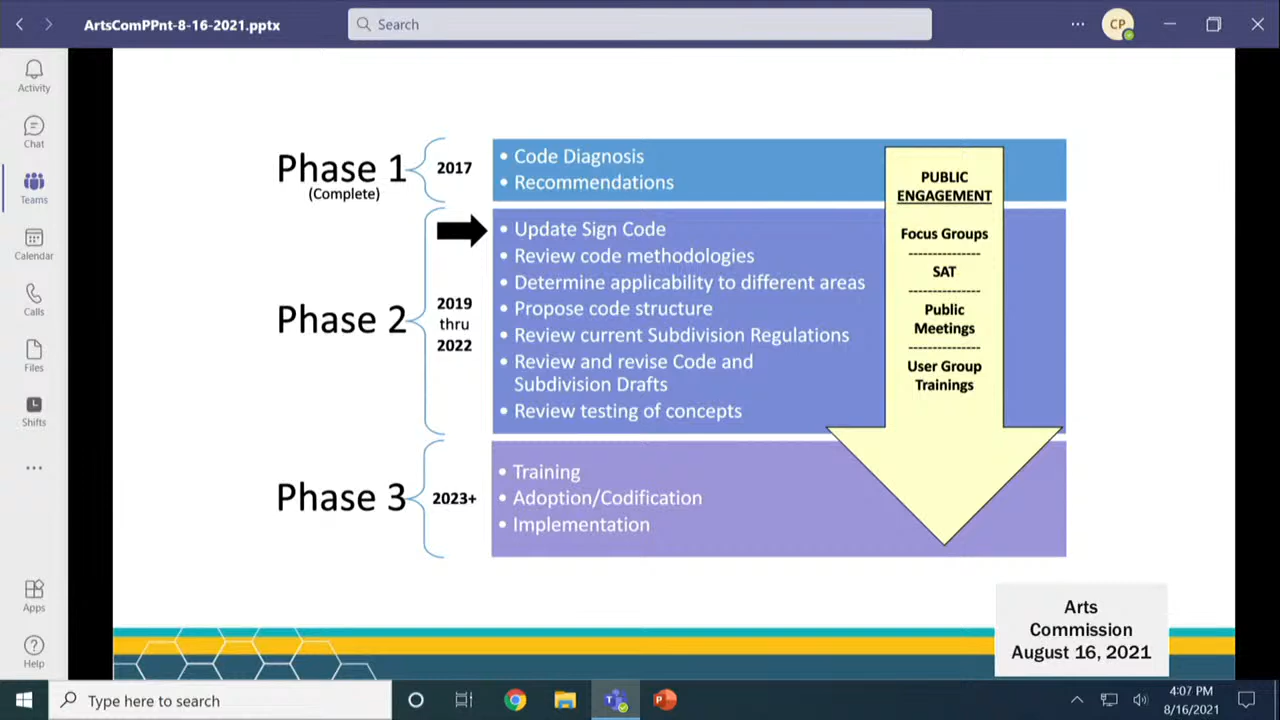 ArtsComPPnt-8-16-2021.pptx
Search
CP
Activity
Chat
Teams
Calendar
Calls
Files
Shifts
Apps
Help
Phase 1
(Complete)
2017
• Code Diagnosis
• Recommendations
Phase 2
2019
thru
2022
• Update Sign Code
• Review code methodologies
• Determine applicability to different areas
• Propose code structure
• Review current Subdivision Regulations
• Review and revise Code and
Subdivision Drafts
• Review testing of concepts
Phase 3
2023+
• Training
• Adoption/Codification
• Implementation
PUBLIC
ENGAGEMENT
Focus Groups
---------------
SAT
---------------
Public
Meetings
---------------
User Group
Trainings
Arts
Commission
August 16, 2021
Type here to search
4:07 PM
8/16/2021